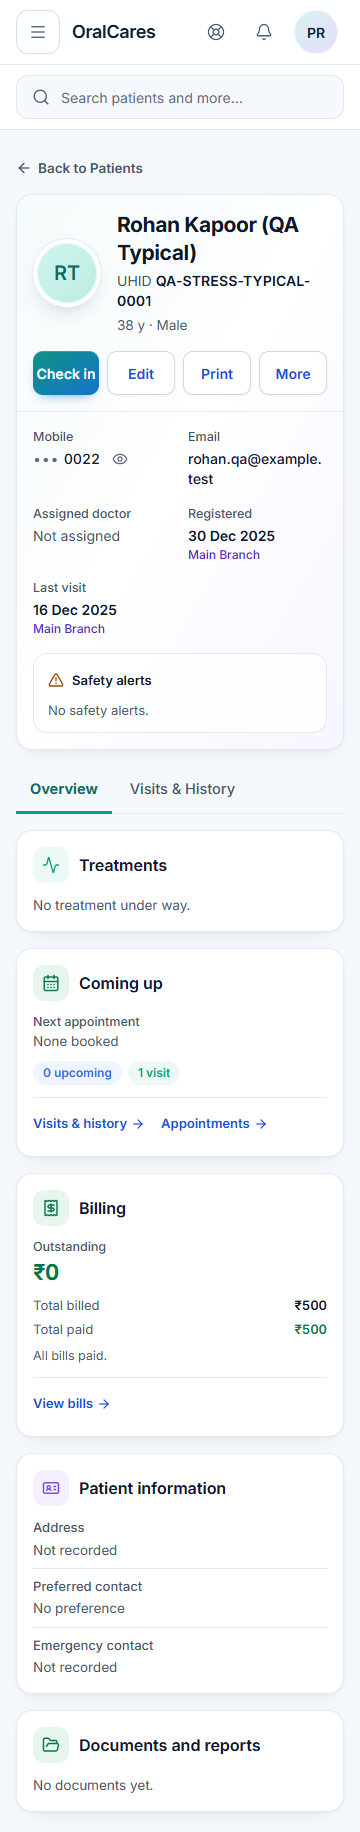 OralCares
PR
Search patients and more...
Back to Patients
RT
Rohan Kapoor (QA
Typical)
UHID QA-STRESS-TYPICAL-
0001
38 y · Male
Check in
Edit
Print
More
Mobile
••• 0022
Email
rohan.qa@example.
test
Assigned doctor
Not assigned
Registered
30 Dec 2025
Main Branch
Last visit
16 Dec 2025
Main Branch
Safety alerts
No safety alerts.
Overview
Visits & History
Treatments
No treatment under way.
Coming up
Next appointment
None booked
0 upcoming
1 visit
Visits & history →
Appointments →
Billing
Outstanding
₹0
Total billed ₹500
Total paid ₹500
All bills paid.
View bills →
Patient information
Address
Not recorded
Preferred contact
No preference
Emergency contact
Not recorded
Documents and reports
No documents yet.